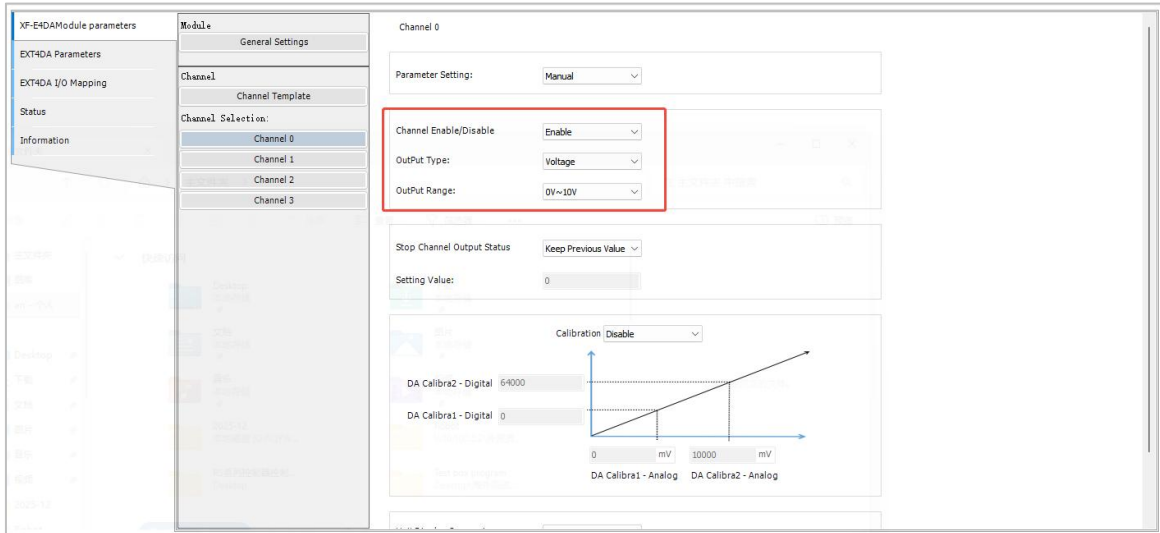 XF-E4DAModule parameters
EXT4DA Parameters
EXT4DA I/O Mapping
Status
Information
Module
General Settings
Channel
Channel Template
Channel Selection:
Channel 0
Channel 1
Channel 2
Channel 3
Channel 0
Parameter Setting: Manual
Channel Enable/Disable Enable
OutPut Type: Voltage
OutPut Range: 0V~10V
Stop Channel Output Status Keep Previous Value
Setting Value: 0
Calibration Disable
DA Calibra2 - Digital 64000
DA Calibra1 - Digital 0
0 mV 10000 mV
DA Calibra1 - Analog DA Calibra2 - Analog